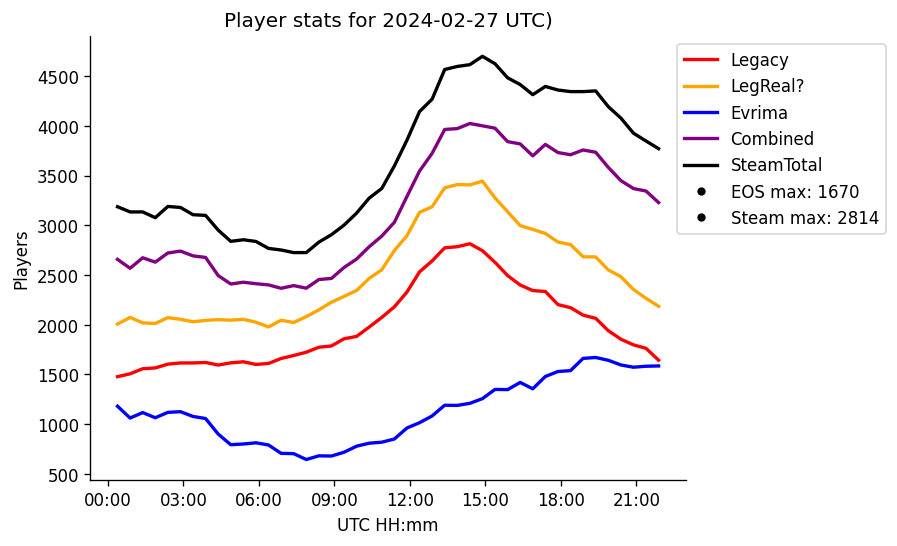 Player stats for 2024-02-27 UTC)
Legacy
LegReal?
Evrima
Combined
SteamTotal
EOS max: 1670
Steam max: 2814
Players
4500
4000
3500
3000
2500
2000
1500
1000
500
00:00 03:00 06:00 09:00 12:00 15:00 18:00 21:00
UTC HH:mm